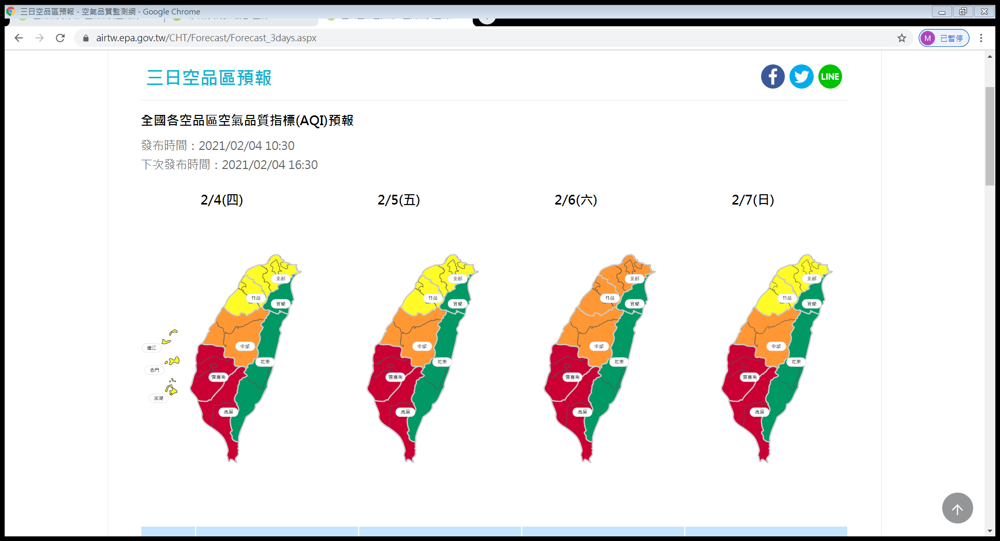 三日空品區預報 - 空氣品質監測網 - Google Chrome
airtw.epa.gov.tw/CHT/Forecast/Forecast_3days.aspx
M 已暫停
三日空品區預報
f
LINE
全國各空品區空氣品質指標(AQI)預報
發布時間：2021/02/04 10:30
下次發布時間：2021/02/04 16:30
2/4(四) 2/5(五) 2/6(六) 2/7(日)
北部 北部 北部 北部
竹苗 竹苗 竹苗 竹苗
宜蘭 宜蘭 宜蘭 宜蘭
連江 中部 中部 中部 中部
花東 花東 花東 花東
金門
雲嘉南 雲嘉南 雲嘉南 雲嘉南
澎湖
高屏 高屏 高屏 高屏